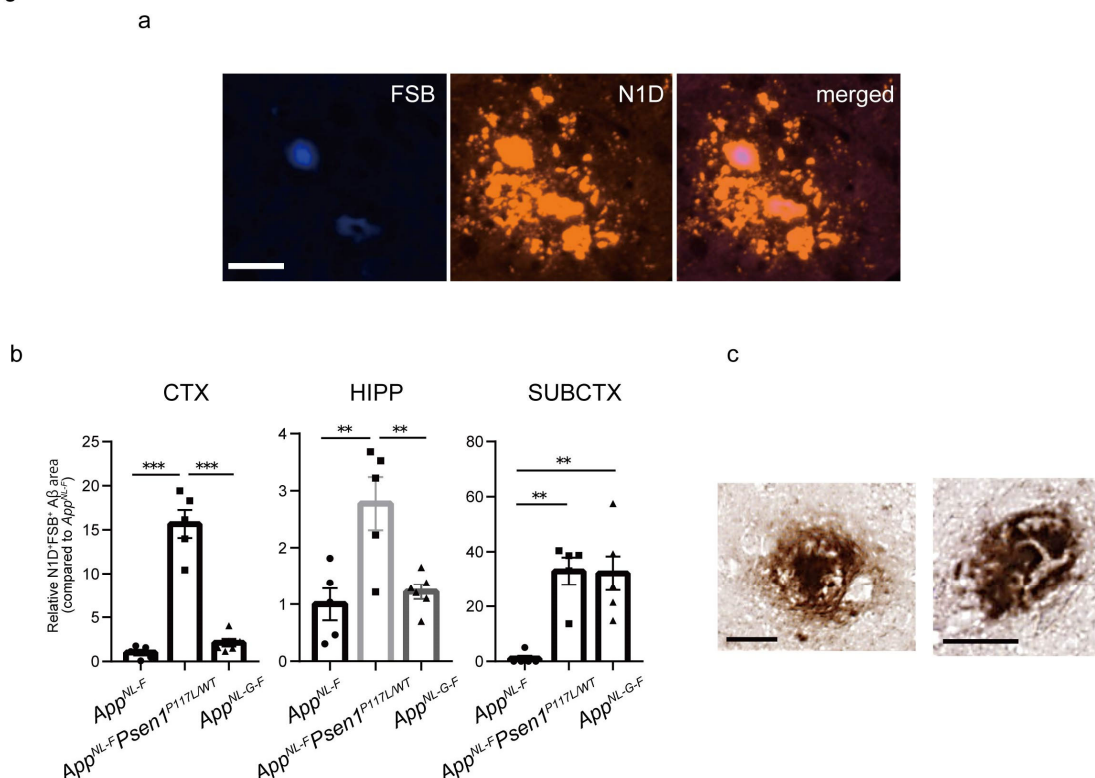 a
FSB
N1D
merged
b
c
CTX
HIPP
SUBCTX
Relative N1D⁺FSB⁺ Aβ area
(compared to App^NL-F)
25
20
15
10
5
0
*** ***
4
3
2
1
0
** **
80
60
40
20
0
**
**
App^NL-F
App^NL-F Psen1^P117L/WT
App^NL-G-F
App^NL-F
App^NL-F Psen1^P117L/WT
App^NL-G-F
App^NL-F
App^NL-F Psen1^P117L/WT
App^NL-G-F